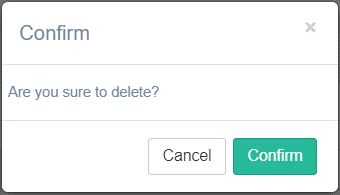 Confirm ×
Are you sure to delete?
Cancel Confirm